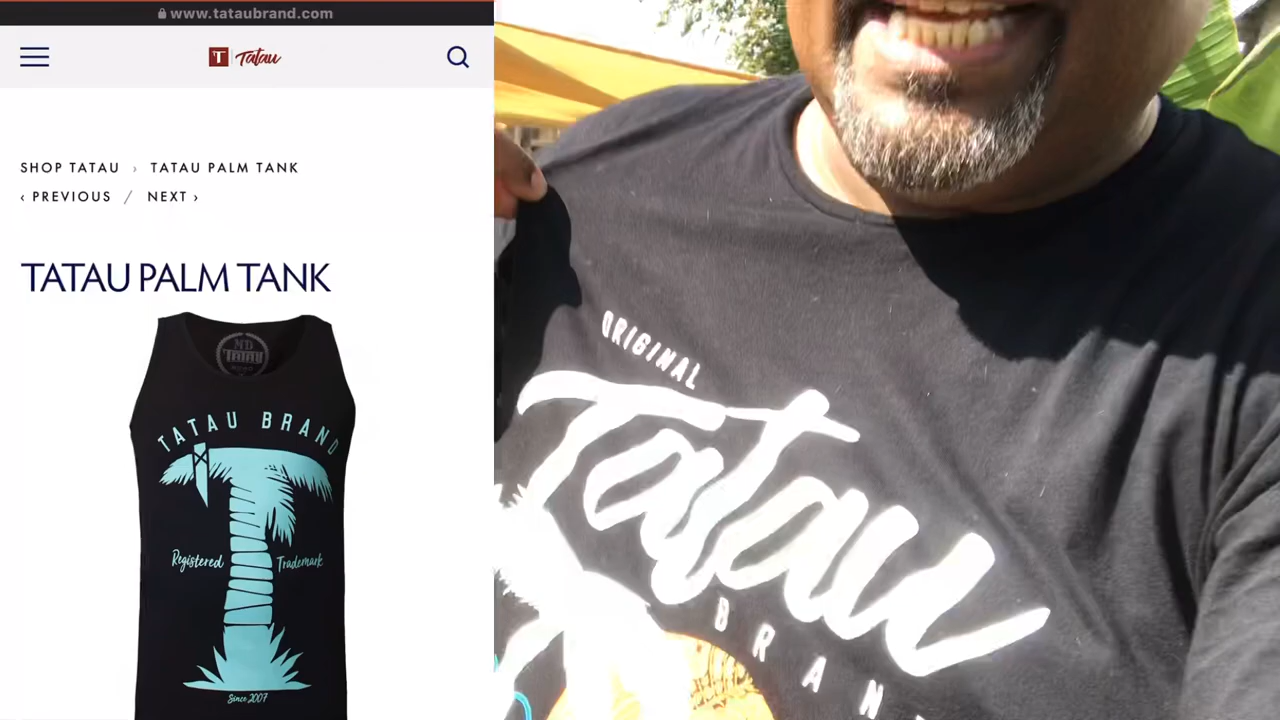 www.tataubrand.com
T Tatau
SHOP TATAU › TATAU PALM TANK
‹ PREVIOUS / NEXT ›
TATAU PALM TANK
Tatau
TATAU BRAND
Registered Trademark
Since 2007
ORIGINAL
Tatau
BRAN